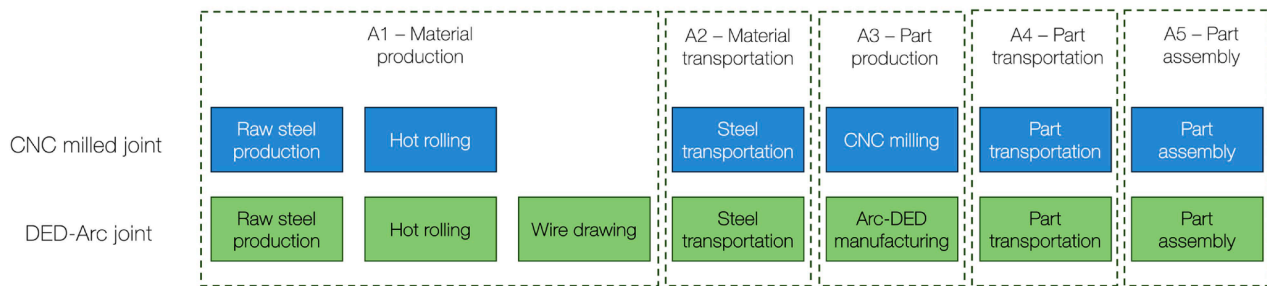 A1 – Material
production
A2 – Material
transportation
A3 – Part
production
A4 – Part
transportation
A5 – Part
assembly
CNC milled joint
Raw steel
production
Hot rolling
Steel
transportation
CNC milling
Part
transportation
Part
assembly
DED-Arc joint
Raw steel
production
Hot rolling
Wire drawing
Steel
transportation
Arc-DED
manufacturing
Part
transportation
Part
assembly